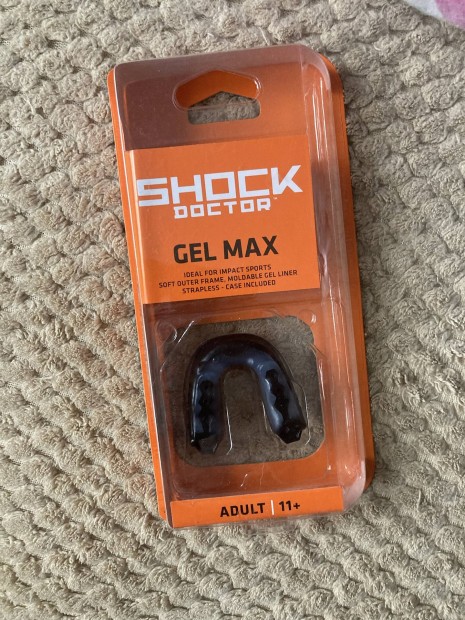 SHOCK
DOCTOR
GEL MAX
IDEAL FOR IMPACT SPORTS
SOFT OUTER FRAME, MOLDABLE GEL LINER
STRAPLESS - CASE INCLUDED
ADULT | 11+